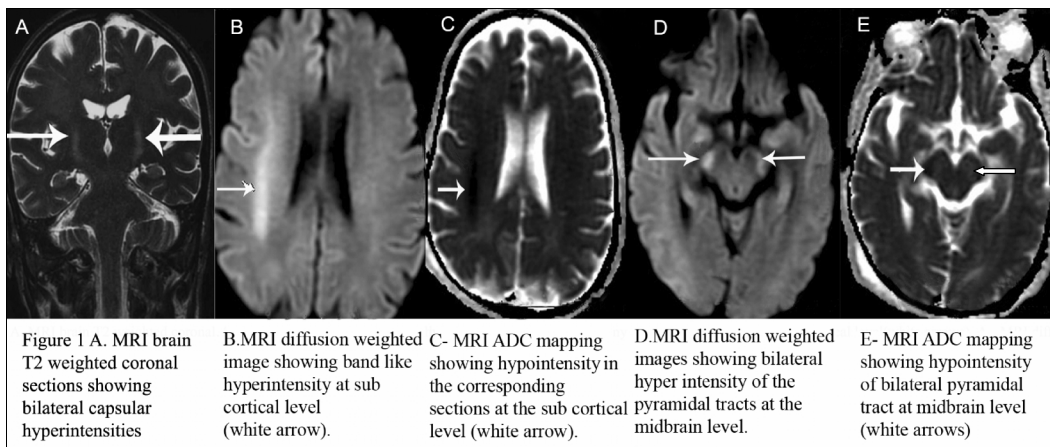 A
B
C
D
E
Figure 1 A. MRI brain
T2 weighted coronal
sections showing
bilateral capsular
hyperintensities
B.MRI diffusion weighted
image showing band like
hyperintensity at sub
cortical level
(white arrow).
C- MRI ADC mapping
showing hypointensity in
the corresponding
sections at the sub cortical
level (white arrow).
D.MRI diffusion weighted
images showing bilateral
hyper intensity of the
pyramidal tracts at the
midbrain level.
E- MRI ADC mapping
showing hypointensity
of bilateral pyramidal
tract at midbrain level
(white arrows)